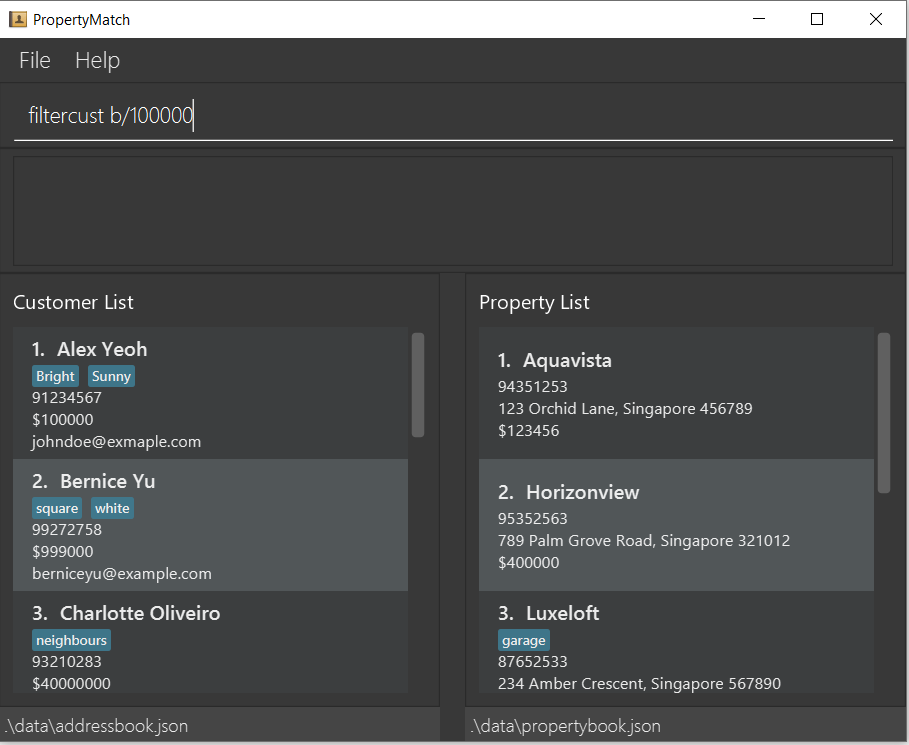 PropertyMatch
File Help
filtercust b/100000
Customer List
1. Alex Yeoh
Bright Sunny
91234567
$100000
johndoe@exmaple.com
2. Bernice Yu
square white
99272758
$999000
berniceyu@example.com
3. Charlotte Oliveiro
neighbours
93210283
$40000000
Property List
1. Aquavista
94351253
123 Orchid Lane, Singapore 456789
$123456
2. Horizonview
95352563
789 Palm Grove Road, Singapore 321012
$400000
3. Luxeloft
garage
87652533
234 Amber Crescent, Singapore 567890
.\data\addressbook.json
.\data\propertybook.json